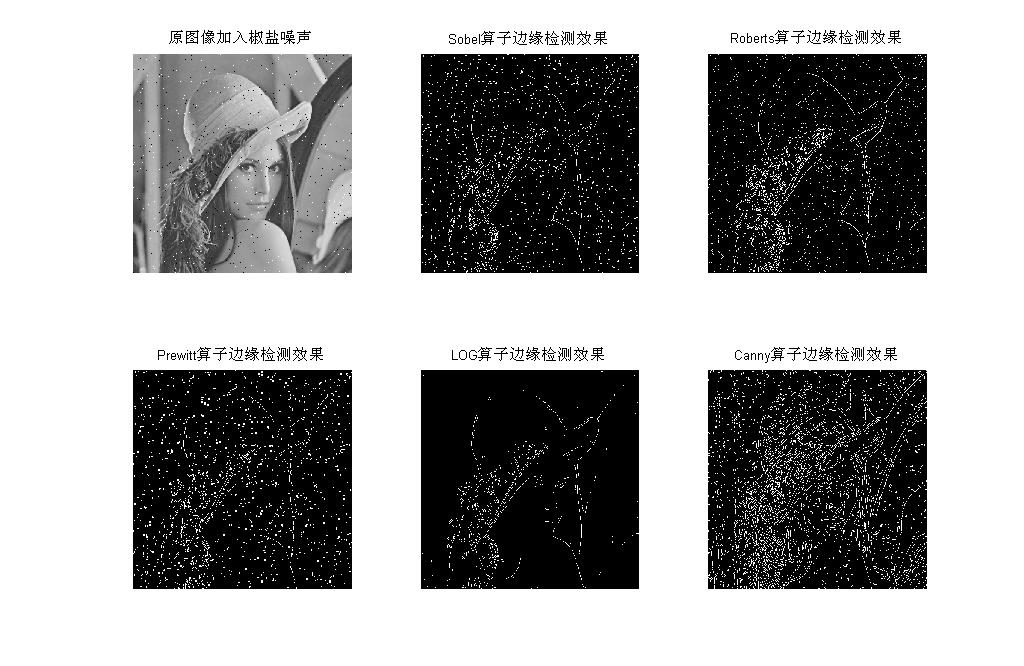 原图像加入椒盐噪声
Sobel算子边缘检测效果
Roberts算子边缘检测效果
Prewitt算子边缘检测效果
LOG算子边缘检测效果
Canny算子边缘检测效果